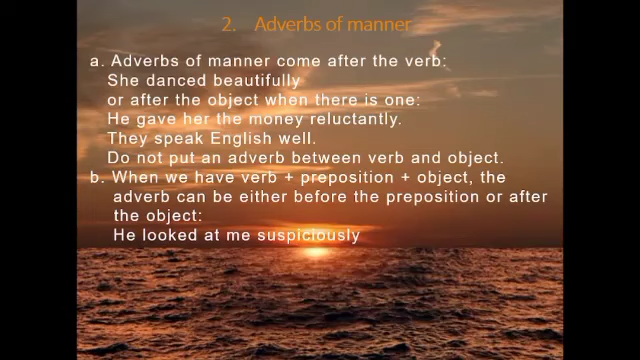 2. Adverbs of manner
a. Adverbs of manner come after the verb:
She danced beautifully
or after the object when there is one:
He gave her the money reluctantly.
They speak English well.
Do not put an adverb between verb and object.
b. When we have verb + preposition + object, the
adverb can be either before the preposition or after
the object:
He looked at me suspiciously